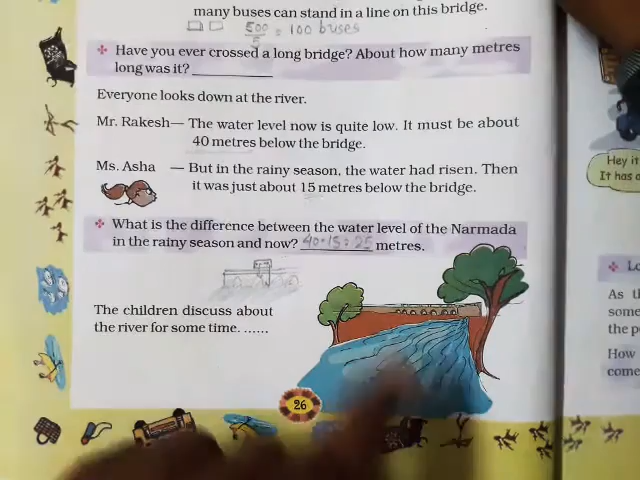 many buses can stand in a line on this bridge.
500/5 = 100 buses
Have you ever crossed a long bridge? About how many metres
long was it? ___________
Everyone looks down at the river.
Mr. Rakesh— The water level now is quite low. It must be about
40 metres below the bridge.
Ms. Asha — But in the rainy season, the water had risen. Then
it was just about 15 metres below the bridge.
What is the difference between the water level of the Narmada
in the rainy season and now? 40-15=25 metres.
The children discuss about
the river for some time. ......
26
Hey it
It has
Lo
As t
some
the p
How
come